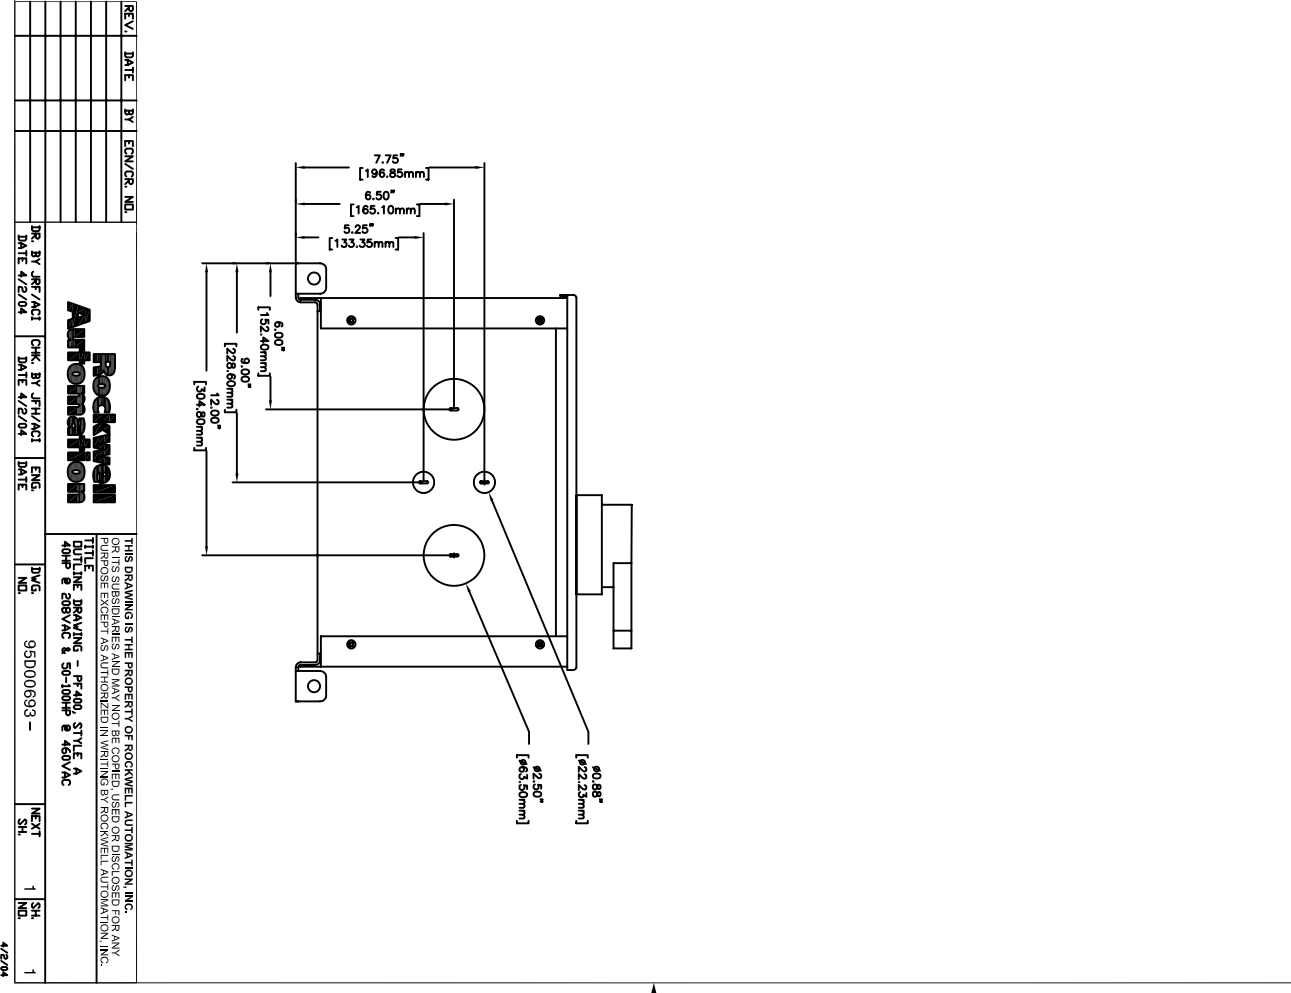 7.75"
[196.85mm]
6.50"
[165.10mm]
5.25"
[133.35mm]
6.00"
[152.40mm]
9.00"
[228.60mm]
12.00"
[304.80mm]
ø0.88"
[ø22.23mm]
ø2.50"
[ø63.50mm]
REV. DATE BY ECN/CR. NO.
Rockwell
Automation
THIS DRAWING IS THE PROPERTY OF ROCKWELL AUTOMATION, INC.
OR ITS SUBSIDIARIES AND MAY NOT BE COPIED, USED OR DISCLOSED FOR ANY
PURPOSE EXCEPT AS AUTHORIZED IN WRITING BY ROCKWELL AUTOMATION, INC.
TITLE
OUTLINE DRAWING - PF400, STYLE A
40HP @ 208VAC & 50-100HP @ 460VAC
DR. BY JRF/ACI
DATE 4/2/04
CHK. BY JFH/ACI
DATE 4/2/04
ENG.
DATE
DWG.
NO.
95D00693 -
NEXT
SH. 1
SH.
NO. 1
4/2/04